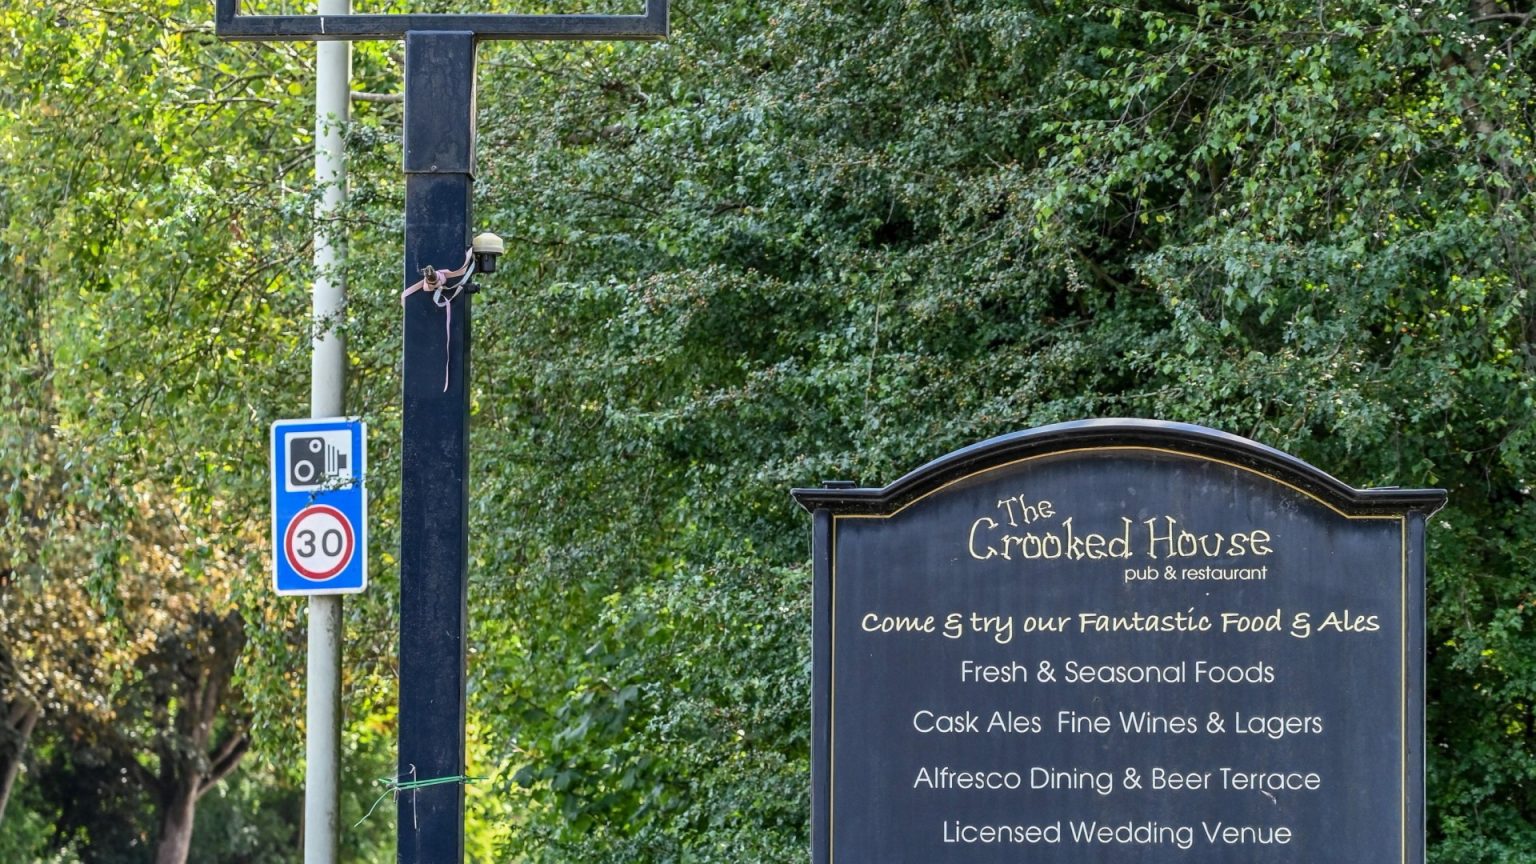 30
The
Crooked House
pub & restaurant
Come & try our Fantastic Food & Ales
Fresh & Seasonal Foods
Cask Ales Fine Wines & Lagers
Alfresco Dining & Beer Terrace
Licensed Wedding Venue